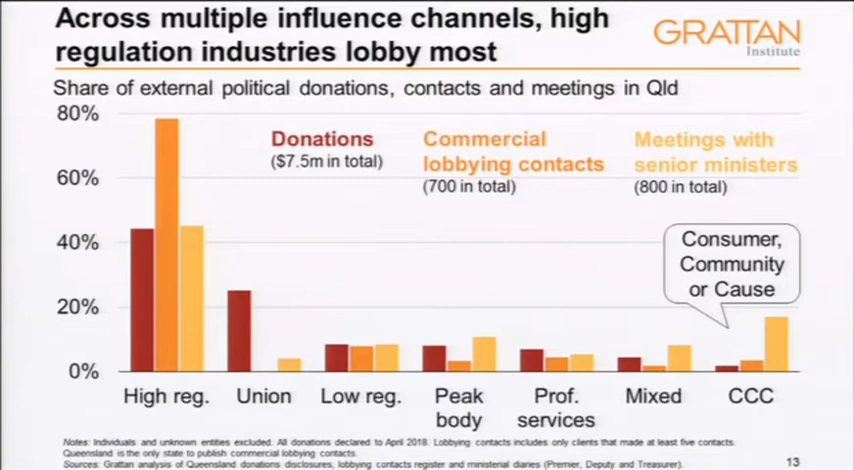 Across multiple influence channels, high
regulation industries lobby most
GRATTAN
Institute
Share of external political donations, contacts and meetings in Qld
80%
60%
40%
20%
0%
Donations
($7.5m in total)
Commercial
lobbying contacts
(700 in total)
Meetings with
senior ministers
(800 in total)
Consumer,
Community
or Cause
High reg.
Union
Low reg.
Peak
body
Prof.
services
Mixed
CCC
Notes: Individuals and unknown entities excluded. All donations declared to April 2018. Lobbying contacts includes only clients that made at least five contacts.
Queensland is the only state to publish commercial lobbying contacts.
Sources: Grattan analysis of Queensland donations disclosures, lobbying contacts register and ministerial diaries (Premier, Deputy and Treasurer).
13